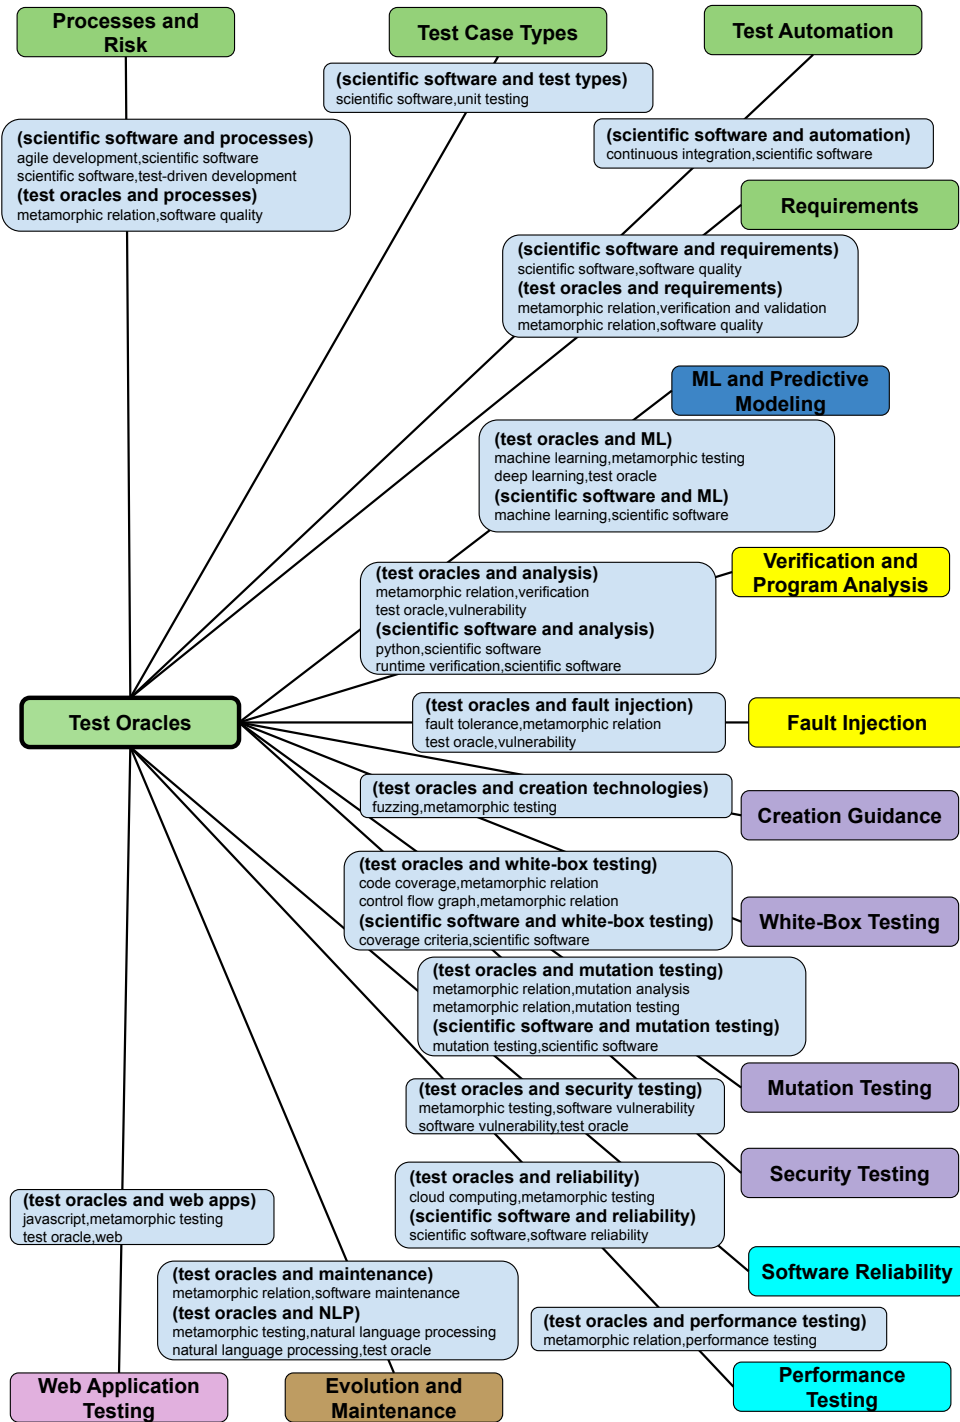 Processes and
Risk
Test Case Types
Test Automation
(scientific software and test types)
scientific software,unit testing
(scientific software and processes)
agile development,scientific software
scientific software,test-driven development
(test oracles and processes)
metamorphic relation,software quality
(scientific software and automation)
continuous integration,scientific software
Requirements
(scientific software and requirements)
scientific software,software quality
(test oracles and requirements)
metamorphic relation,verification and validation
metamorphic relation,software quality
ML and Predictive
Modeling
(test oracles and ML)
machine learning,metamorphic testing
deep learning,test oracle
(scientific software and ML)
machine learning,scientific software
Verification and
Program Analysis
(test oracles and analysis)
metamorphic relation,verification
test oracle,vulnerability
(scientific software and analysis)
python,scientific software
runtime verification,scientific software
Test Oracles
(test oracles and fault injection)
fault tolerance,metamorphic relation
test oracle,vulnerability
Fault Injection
(test oracles and creation technologies)
fuzzing,metamorphic testing
Creation Guidance
(test oracles and white-box testing)
code coverage,metamorphic relation
control flow graph,metamorphic relation
(scientific software and white-box testing)
coverage criteria,scientific software
White-Box Testing
(test oracles and mutation testing)
metamorphic relation,mutation analysis
metamorphic relation,mutation testing
(scientific software and mutation testing)
mutation testing,scientific software
Mutation Testing
(test oracles and security testing)
metamorphic testing,software vulnerability
software vulnerability,test oracle
Security Testing
(test oracles and reliability)
cloud computing,metamorphic testing
(scientific software and reliability)
scientific software,software reliability
(test oracles and web apps)
javascript,metamorphic testing
test oracle,web
Software Reliability
(test oracles and maintenance)
metamorphic relation,software maintenance
(test oracles and NLP)
metamorphic testing,natural language processing
natural language processing,test oracle
(test oracles and performance testing)
metamorphic relation,performance testing
Web Application
Testing
Evolution and
Maintenance
Performance
Testing